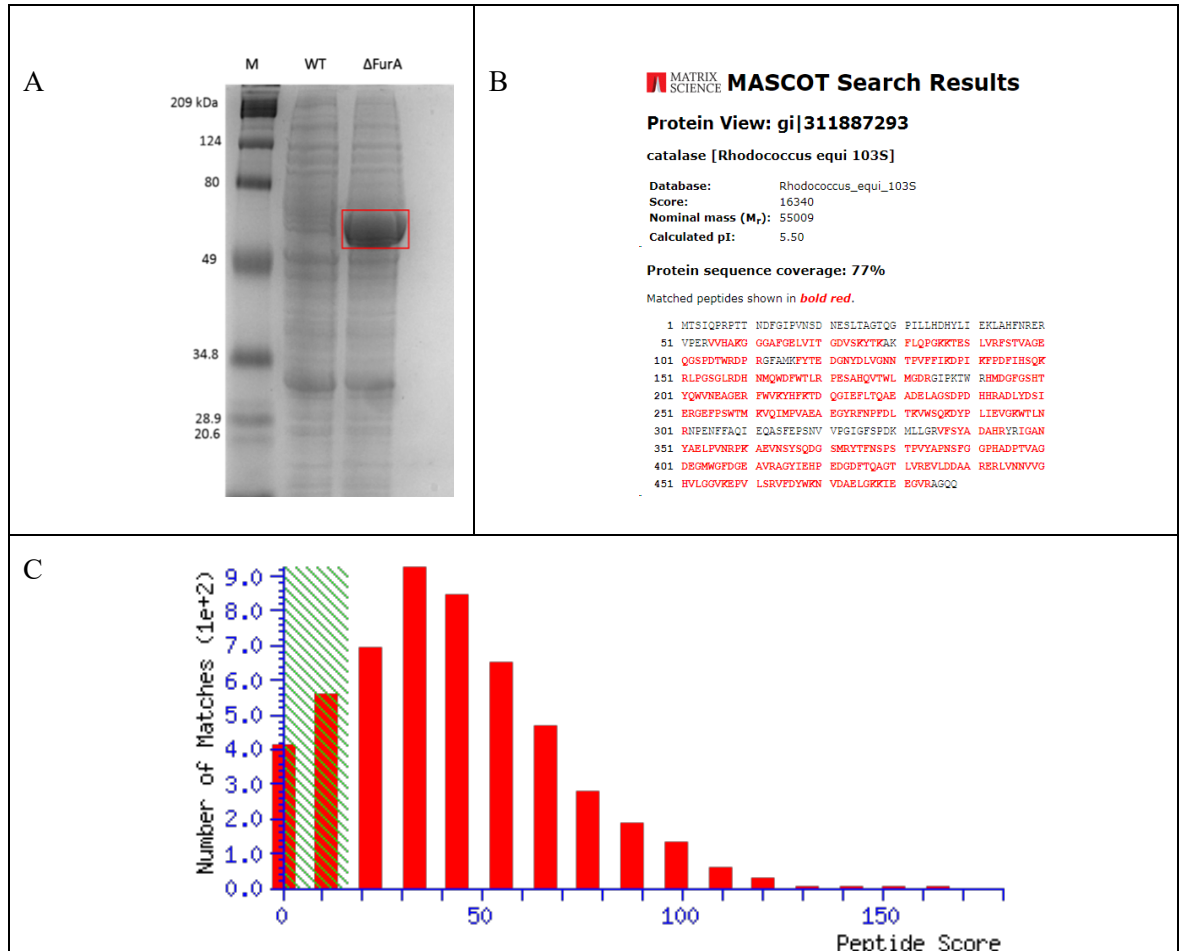 A
M WT ΔFurA
209 kDa
124
80
49
34.8
28.9
20.6
B
MATRIX SCIENCE MASCOT Search Results
Protein View: gi|311887293
catalase [Rhodococcus equi 103S]
Database: Rhodococcus_equi_103S
Score: 16340
Nominal mass (Mr): 55009
Calculated pI: 5.50
Protein sequence coverage: 77%
Matched peptides shown in bold red.
1 MTSIQPRPTT NDFGIPVNSD NESLTAGTQG PILLHDHYLI EKLAHFNRER
51 VPERVVHAKG GGAFGELVIT GDVSKYTKAK FLQPGKKTES LVRFSTVAGE
101 QGSPDTWRDP RGFAMKFYTE DGNYDLVGNN TPVFFIKDPI KFPDFIHSQK
151 RLPGSGLRDH NMQWDFWTLR PESAHQVTWL MGDRGIPKTW RHMDGFGSHT
201 YQWVNEAGER FWVKYHFKTD QGIEFLTQAE ADELAGSDPD HHRADLYDSI
251 ERGEFPSWTM KVQIMPVAEA EGYRFNPFDL TKVWSQKDYP LIEVGKWTLN
301 RNPENFFAQI EQASFEPSNV VPGIGFSPDK MLLGRVFSYA DAHRYRIGAN
351 YAELPVNRPK AEVNSYSQDG SMRYTFNSPS TPVYAPNSFG GPHADPTVAG
401 DEGMWGFDGE AVRAGYIEHP EDGDFTQAGT LVREVLDDAA RERLVNNVVG
451 HVLGGVKEPV LSRVFDYWKN VDAELGKKIE EGVRAGQQ
C
Number of Matches (1e+2)
9.0
8.0
7.0
6.0
5.0
4.0
3.0
2.0
1.0
0.0
0 50 100 150
Peptide Score